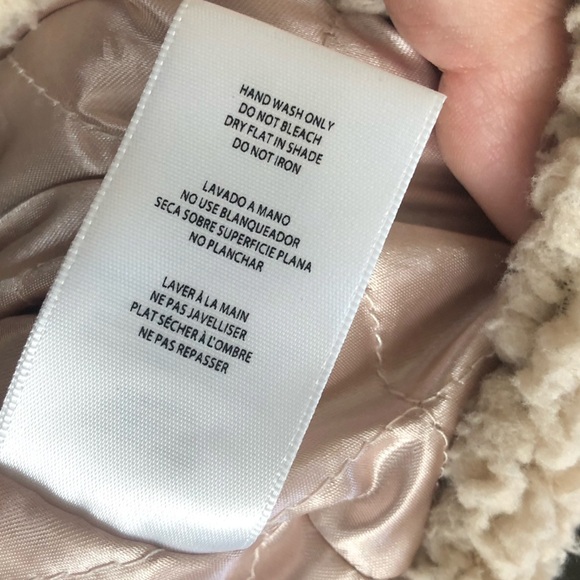 HAND WASH ONLY
DO NOT BLEACH
DRY FLAT IN SHADE
DO NOT IRON
LAVADO A MANO
NO USE BLANQUEADOR
SECA SOBRE SUPERFICIE PLANA
NO PLANCHAR
LAVER À LA MAIN
NE PAS JAVELLISER
PLAT SÉCHER À L'OMBRE
NE PAS REPASSER